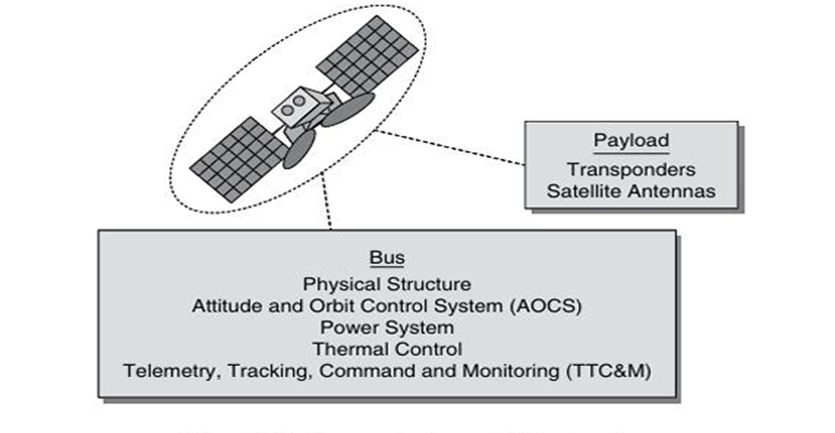 Payload
Transponders
Satellite Antennas
Bus
Physical Structure
Attitude and Orbit Control System (AOCS)
Power System
Thermal Control
Telemetry, Tracking, Command and Monitoring (TTC&M)